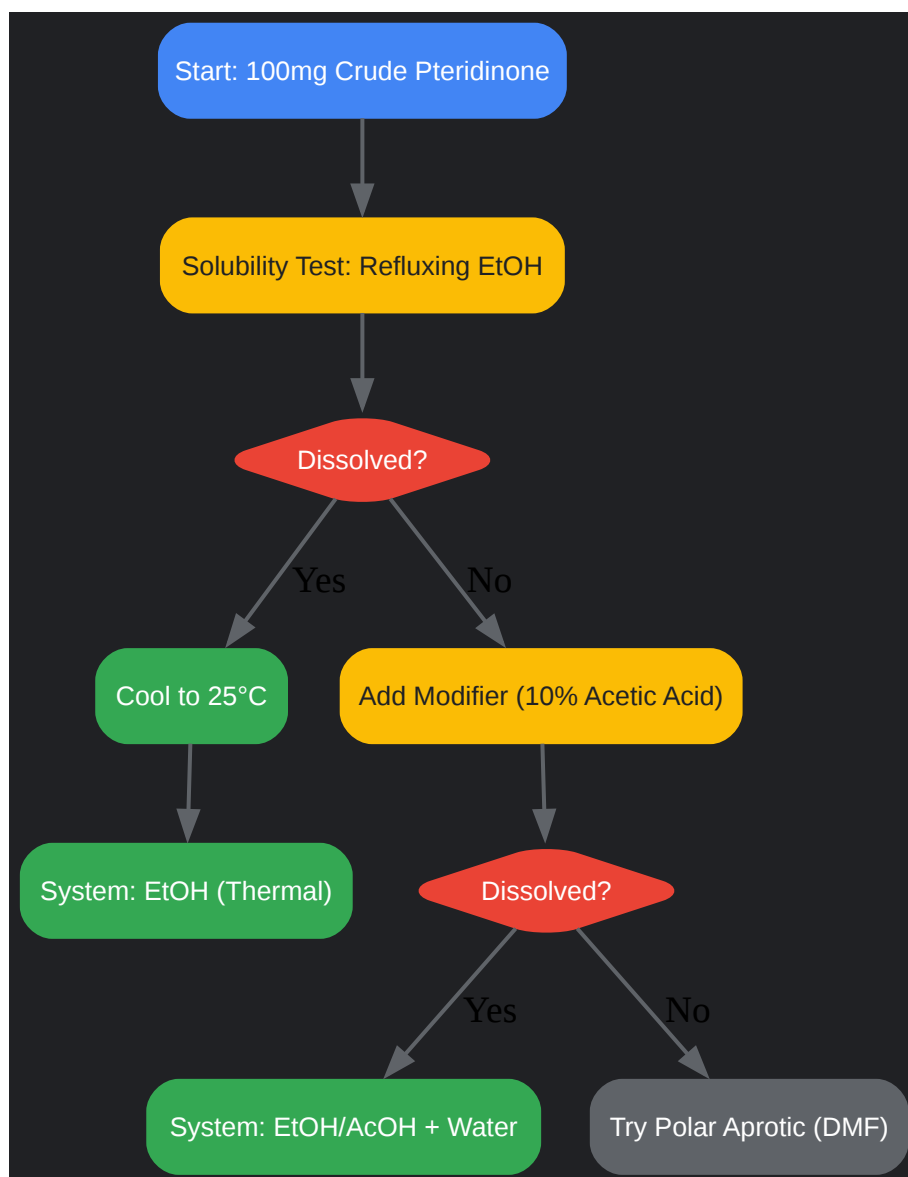 Start: 100mg Crude Pteridinone
Solubility Test: Refluxing EtOH
Dissolved?
Yes
No
Cool to 25°C
Add Modifier (10% Acetic Acid)
System: EtOH (Thermal)
Dissolved?
Yes
No
System: EtOH/AcOH + Water
Try Polar Aprotic (DMF)